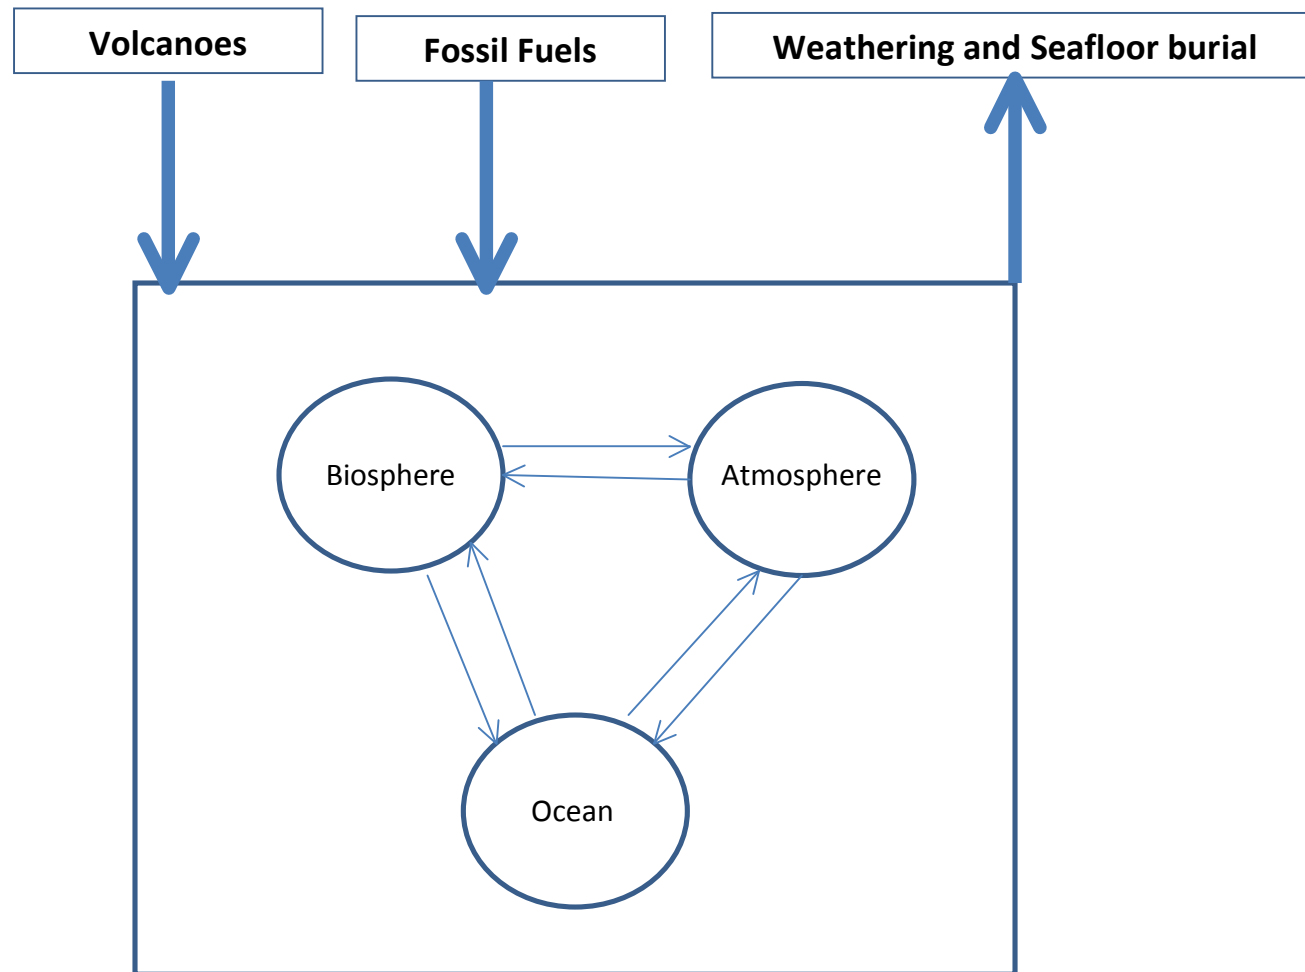 Volcanoes
Fossil Fuels
Weathering and Seafloor burial
Biosphere
Atmosphere
Ocean